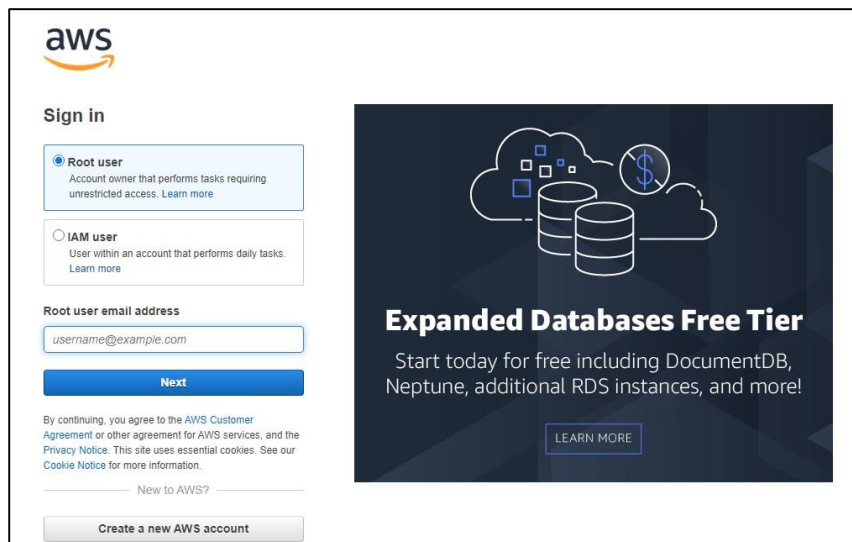 aws
Sign in
Root user
Account owner that performs tasks requiring
unrestricted access. Learn more
IAM user
User within an account that performs daily tasks.
Learn more
Root user email address
username@example.com
Next
By continuing, you agree to the AWS Customer
Agreement or other agreement for AWS services, and the
Privacy Notice. This site uses essential cookies. See our
Cookie Notice for more information.
New to AWS?
Create a new AWS account
$
Expanded Databases Free Tier
Start today for free including DocumentDB,
Neptune, additional RDS instances, and more!
LEARN MORE